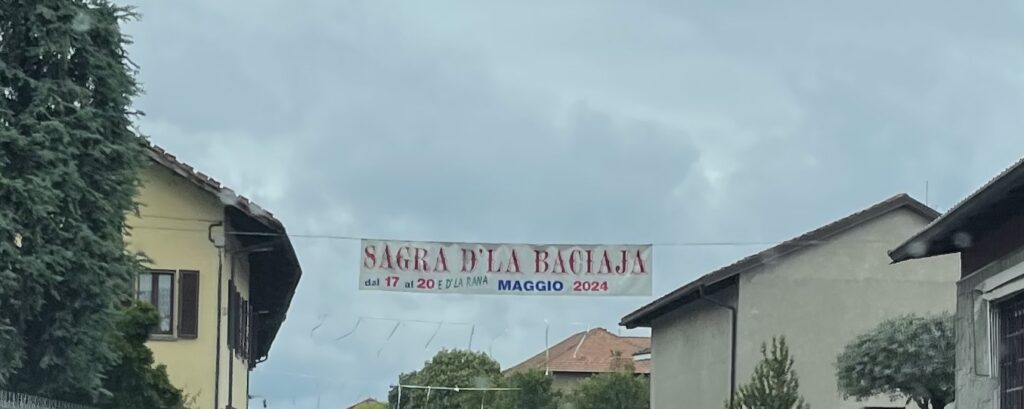 SAGRA D'LA BACIAJA
dal 17 al 20 E D'LA RANA MAGGIO 2024